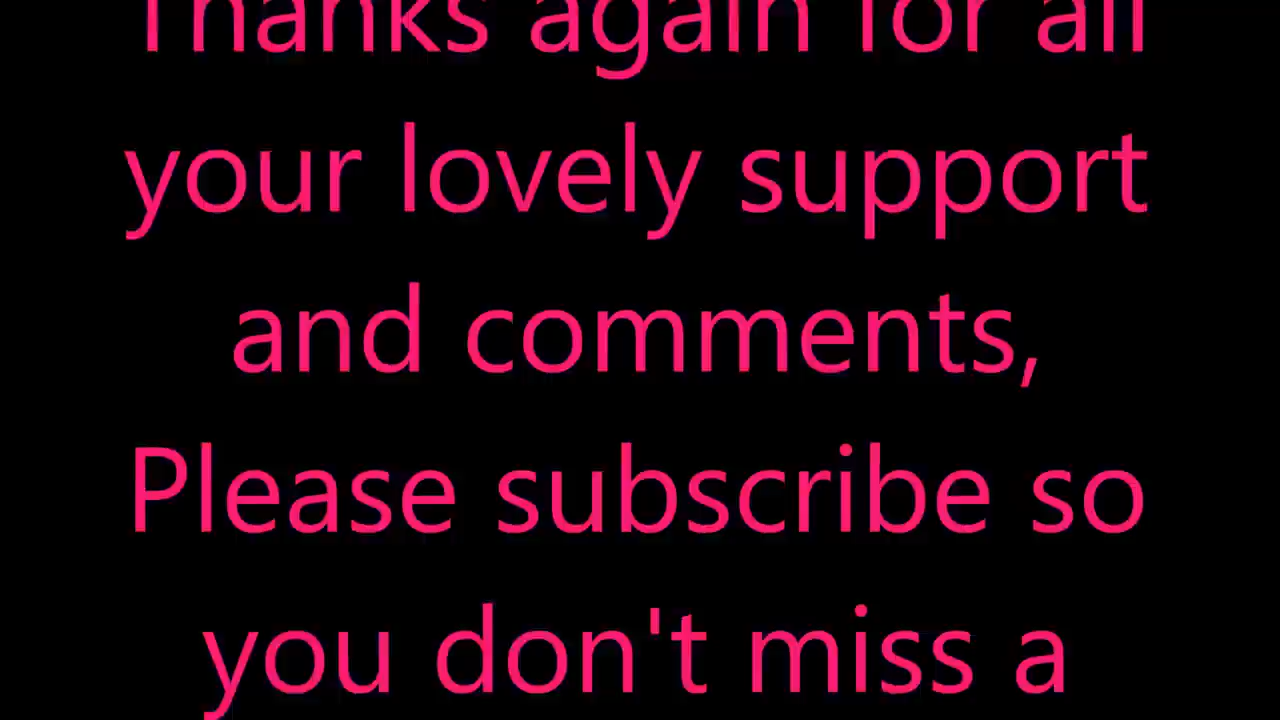 Thanks again for all
your lovely support
and comments,
Please subscribe so
you don't miss a